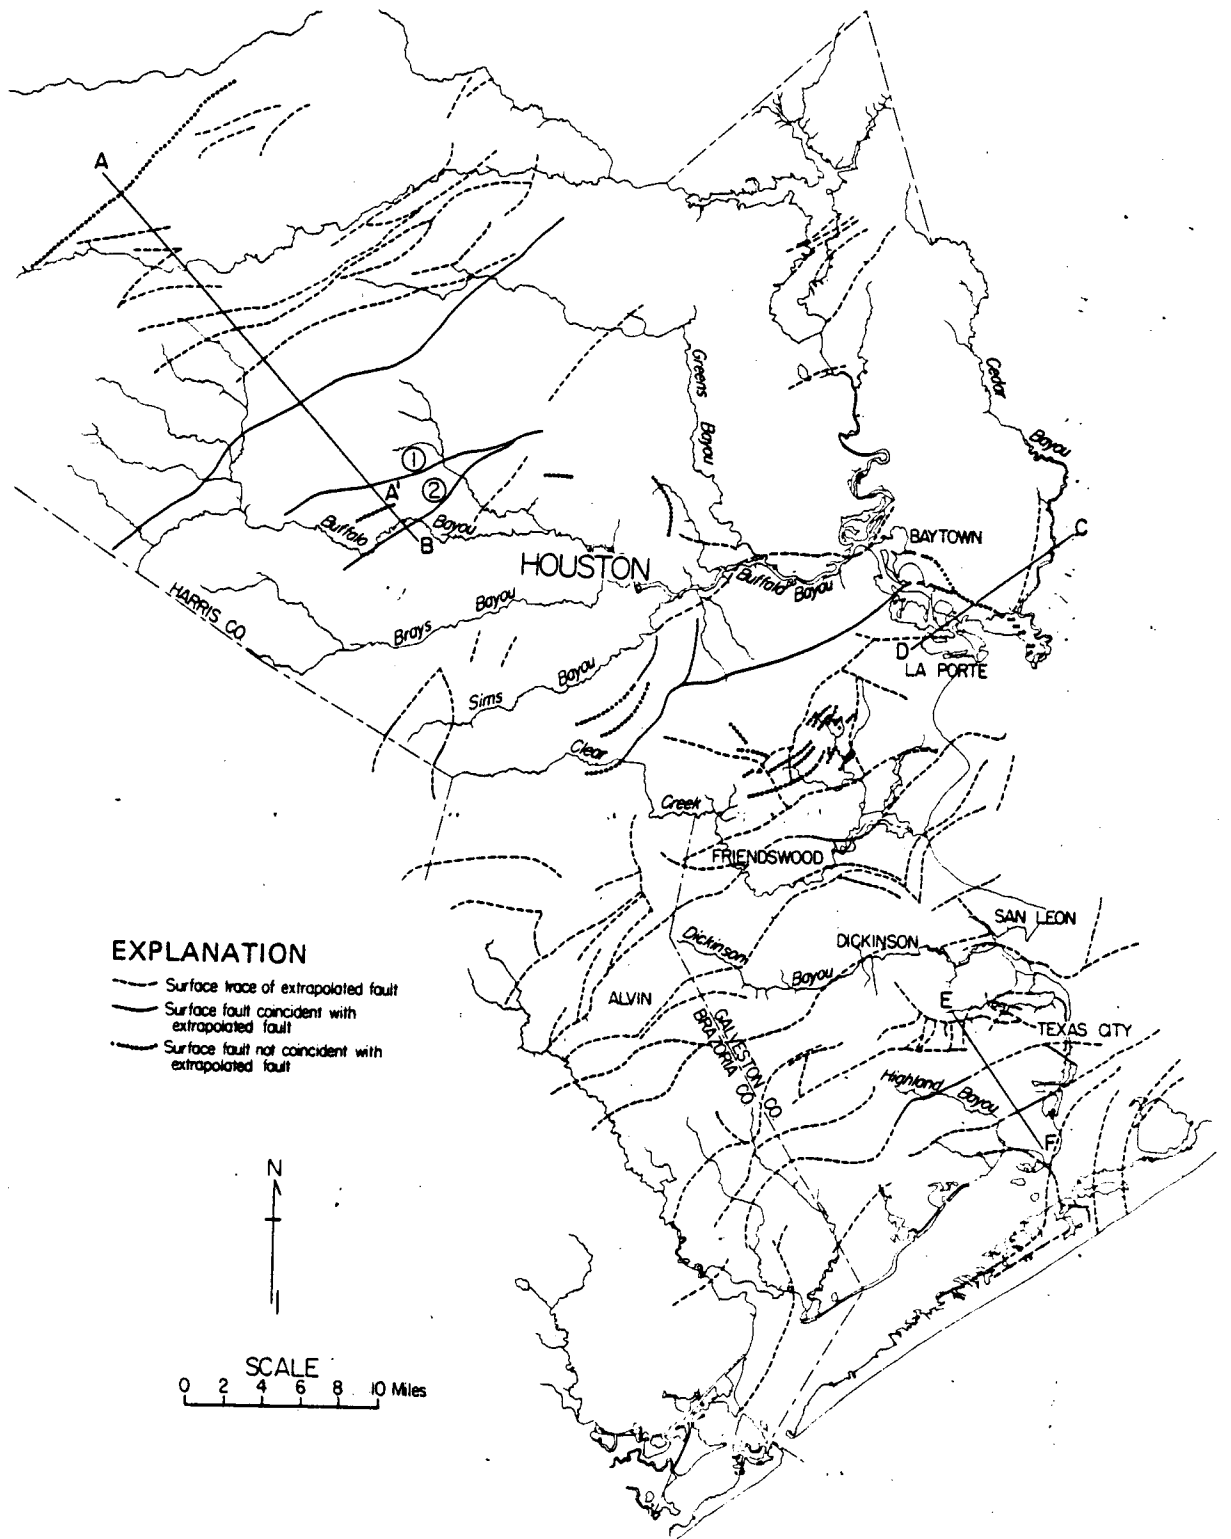 A
Greens
Bayou
Cedar
Bayou
1
A'
2
Buffalo
Bayou
B
C
BAYTOWN
HOUSTON
Buffalo
Bayou
HARRIS CO.
Brays
Bayou
D
LA PORTE
Sims
Bayou
Clear
Creek
FRIENDSWOOD
SAN LEON
DICKINSON
Dickinson
Bayou
ALVIN
E
TEXAS CITY
GALVESTON CO.
BRAZORIA CO.
Highland
Bayou
F
EXPLANATION
Surface trace of extrapolated fault
Surface fault coincident with
extrapolated fault
Surface fault not coincident with
extrapolated fault
N
SCALE
0 2 4 6 8 10 Miles